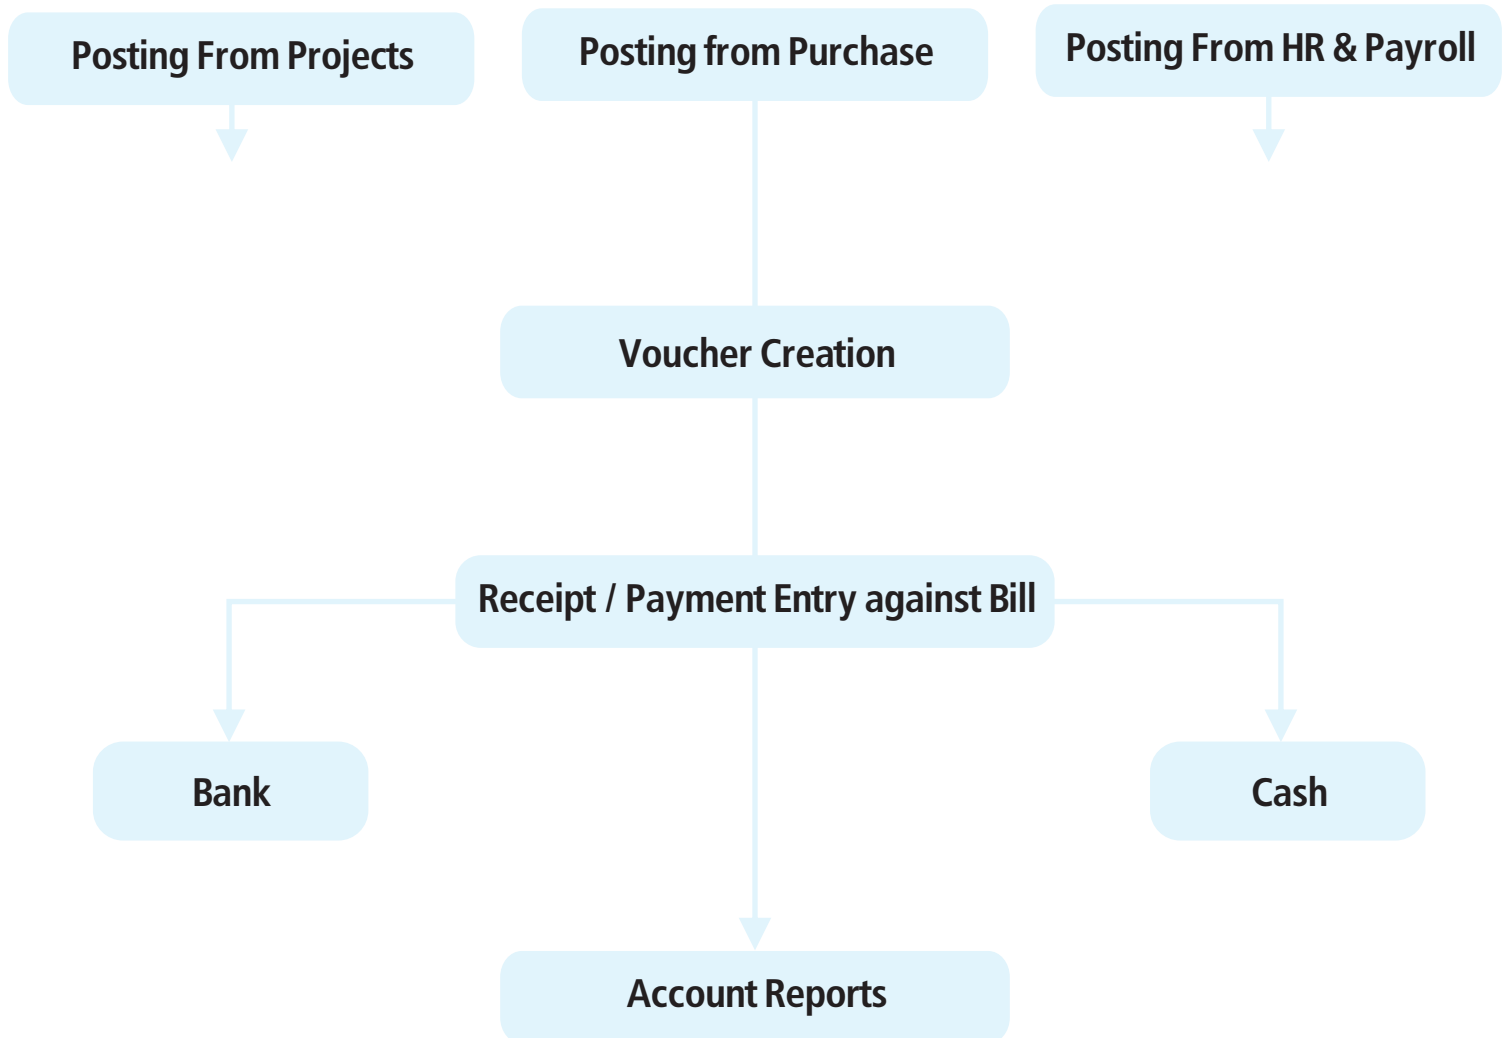 Posting From Projects
Posting from Purchase
Posting From HR & Payroll
Voucher Creation
Receipt / Payment Entry against Bill
Bank
Cash
Account Reports